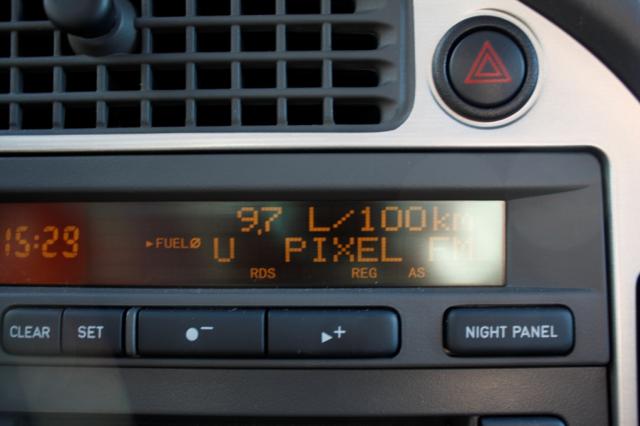 9,7 L/100km
15:29 ▸FUELØ U PIXEL FM
RDS REG AS
CLEAR SET ●− ▸+ NIGHT PANEL